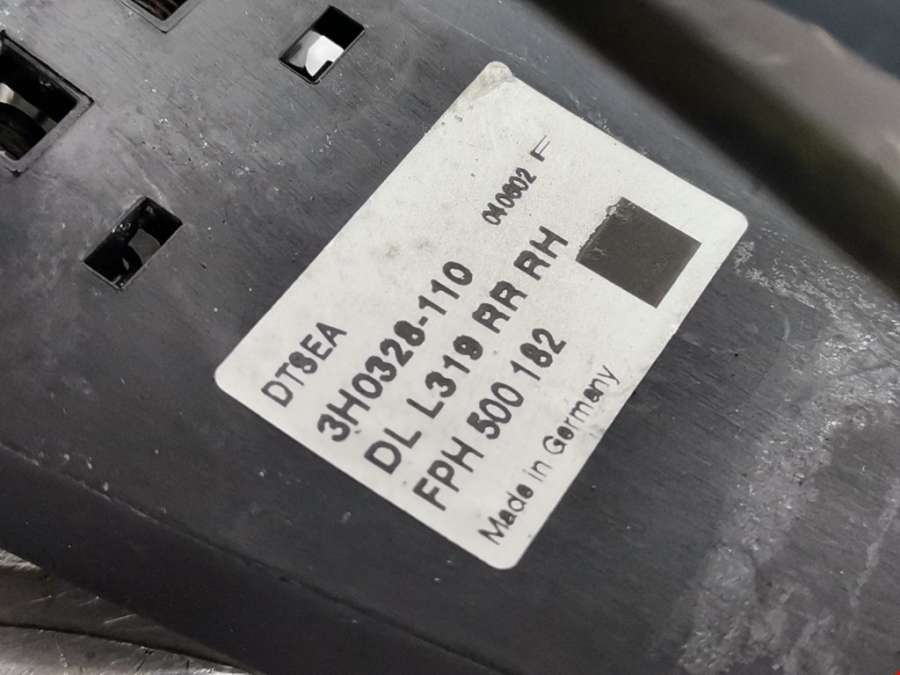 040602 F
DTSEA
3H0328-110
DL L319 RR RH
FPH 500 182
Made in Germany